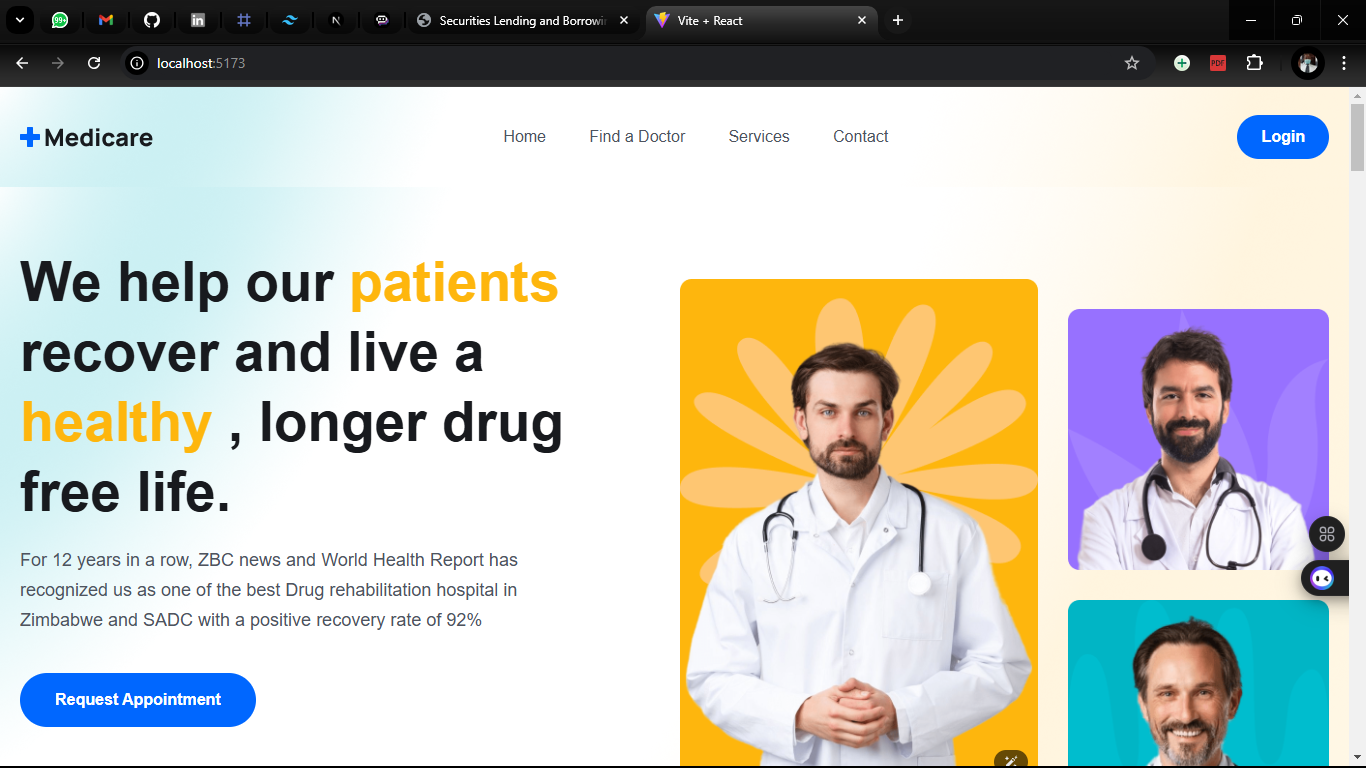 99+
Securities Lending and Borrowin
Vite + React
localhost:5173
PDF
Medicare
Home
Find a Doctor
Services
Contact
Login
We help our patients
recover and live a
healthy , longer drug
free life.
For 12 years in a row, ZBC news and World Health Report has
recognized us as one of the best Drug rehabilitation hospital in
Zimbabwe and SADC with a positive recovery rate of 92%
Request Appointment